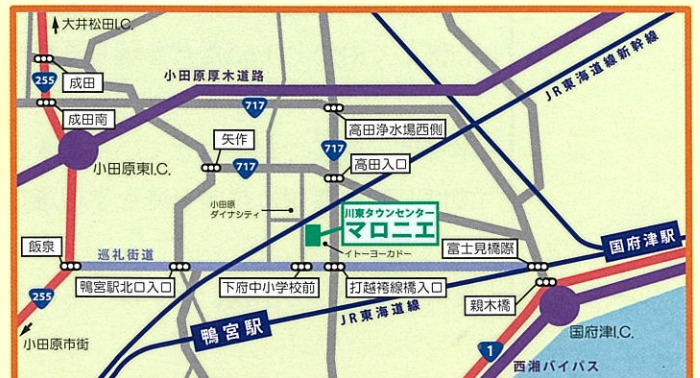 大井松田I.C.
255
成田
小田原厚木道路
JR東海道線新幹線
717
成田南
高田浄水場西側
矢作
717
717
高田入口
小田原東I.C.
小田原
ダイナシティ
川東タウンセンター
マロニエ
イトーヨーカドー
飯泉
巡礼街道
富士見橋際
国府津駅
鴨宮駅北口入口
下府中小学校前
打越袴線橋入口
親木橋
255
JR東海道線
鴨宮駅
小田原市街
国府津I.C.
1
西湘バイパス